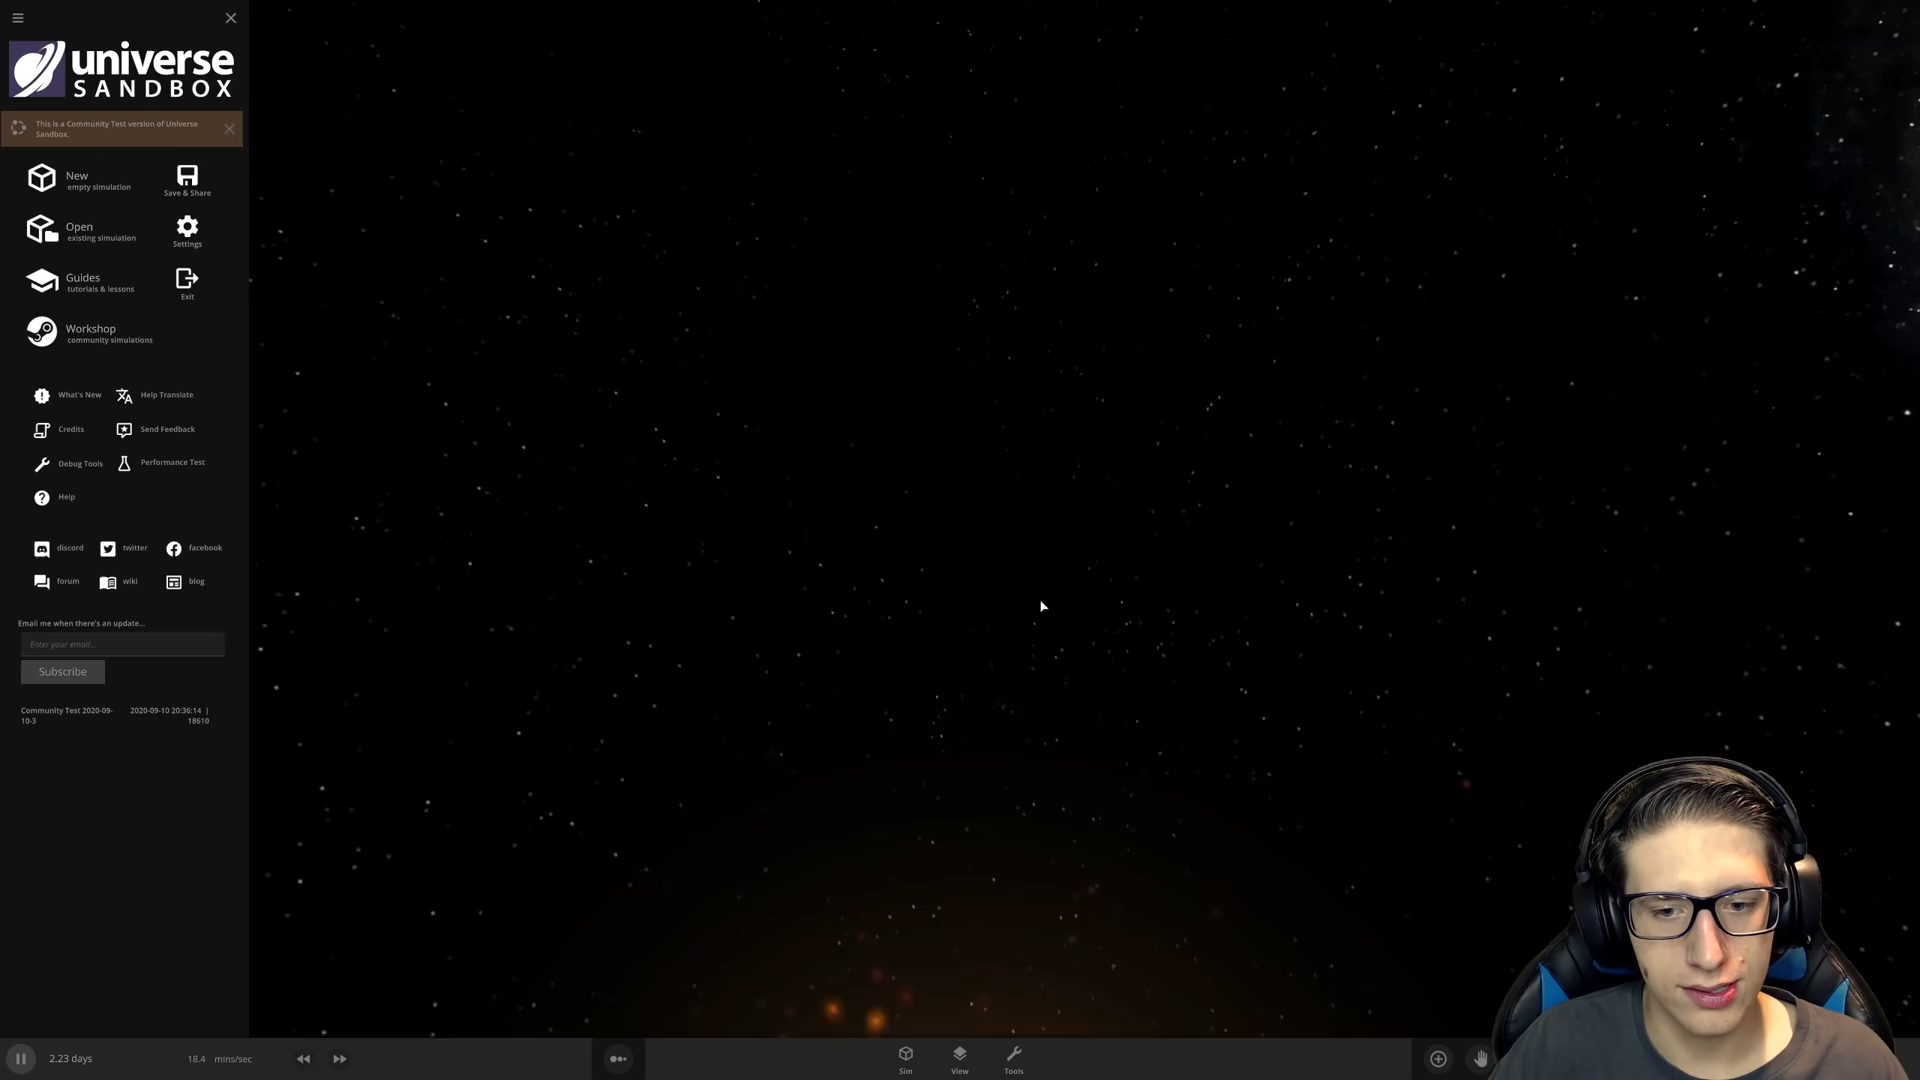 universe
SANDBOX
This is a Community Test version of Universe
Sandbox.
New
empty simulation
Save & Share
Open
existing simulation
Settings
Guides
tutorials & lessons
Exit
Workshop
community simulations
What's New
Help Translate
Credits
Send Feedback
Debug Tools
Performance Test
Help
discord
twitter
facebook
forum
wiki
blog
Email me when there's an update...
Enter your email...
Subscribe
Community Test 2020-09-
10-3
2020-09-10 20:36:14 |
18610
2.23 days
18.4 mins/sec
Sim
View
Tools